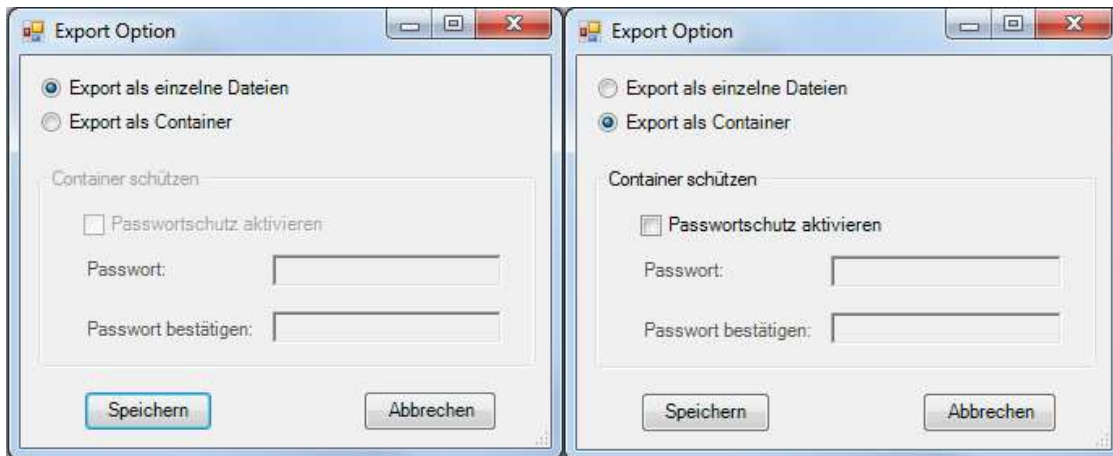 Export Option
Export als einzelne Dateien
Export als Container
Container schützen
Passwortschutz aktivieren
Passwort:
Passwort bestätigen:
Speichern Abbrechen
Export Option
Export als einzelne Dateien
Export als Container
Container schützen
Passwortschutz aktivieren
Passwort:
Passwort bestätigen:
Speichern Abbrechen